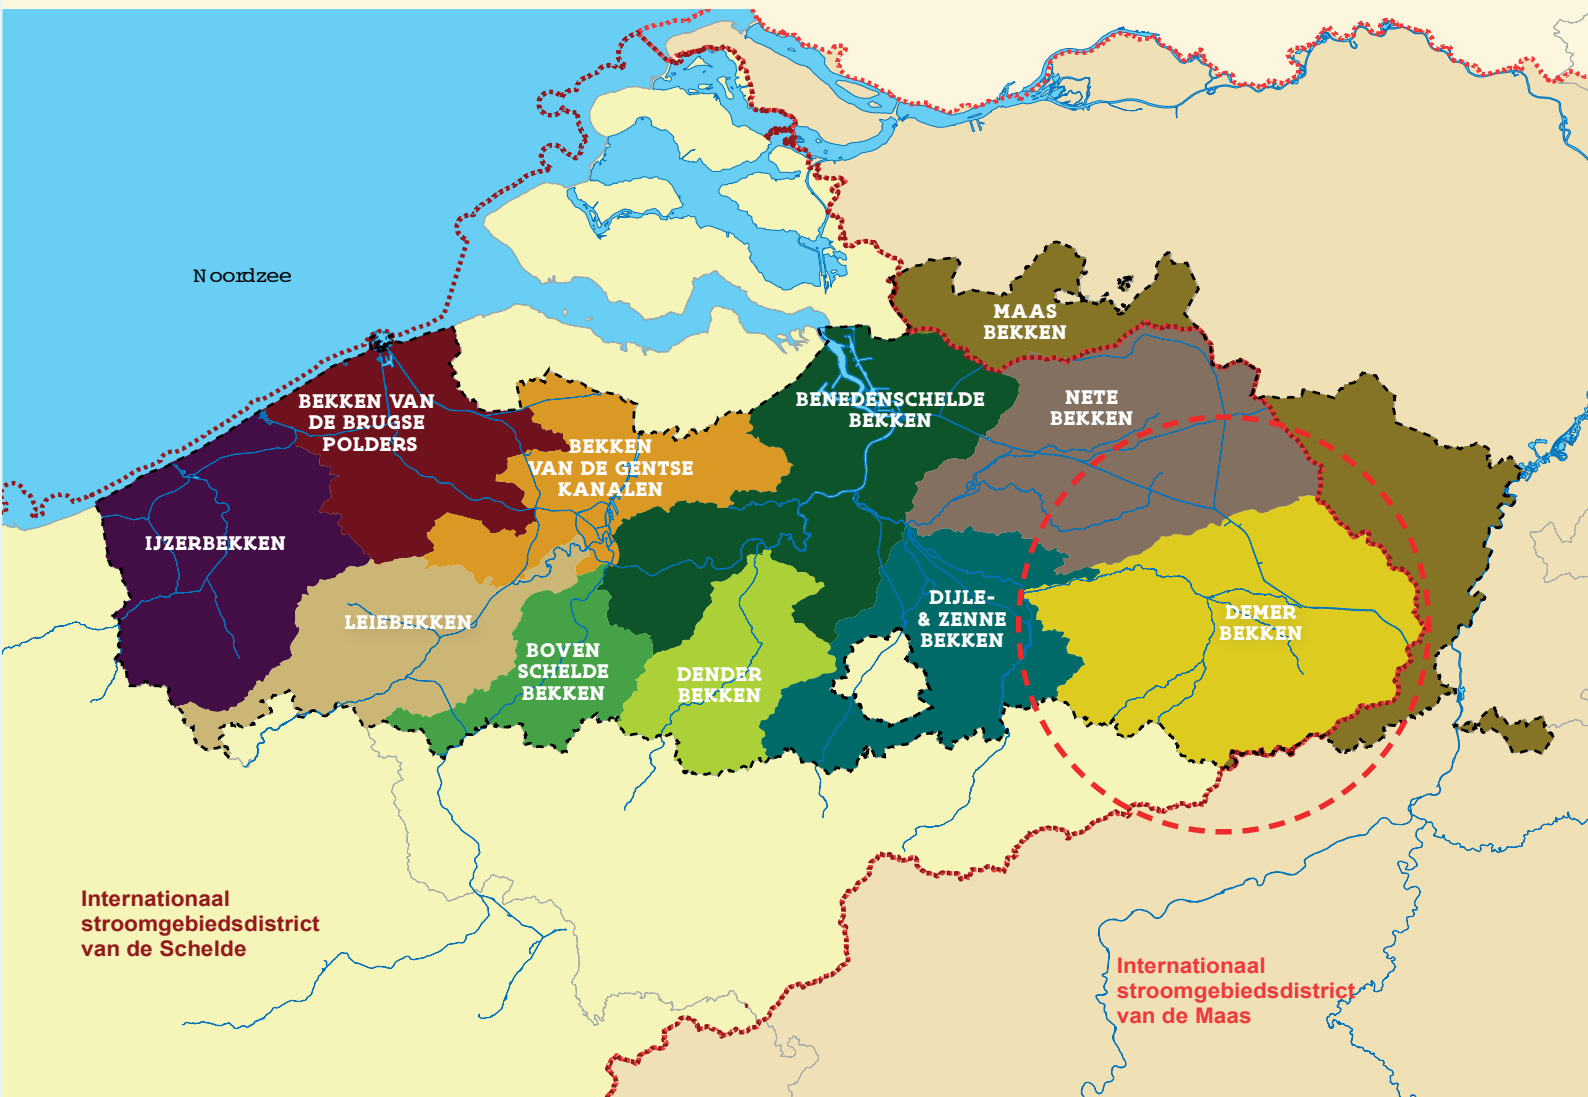 Noordzee
MAAS
BEKKEN
BEKKEN VAN
DE BRUGSE
POLDERS
BENEDENSCHELDE
BEKKEN
NETE
BEKKEN
BEKKEN
VAN DE GENTSE
KANALEN
IJZERBEKKEN
LEIEBEKKEN
BOVEN
SCHELDE
BEKKEN
DENDER
BEKKEN
DIJLE-
& ZENNE
BEKKEN
DEMER
BEKKEN
Internationaal
stroomgebiedsdistrict
van de Schelde
Internationaal
stroomgebiedsdistrict
van de Maas